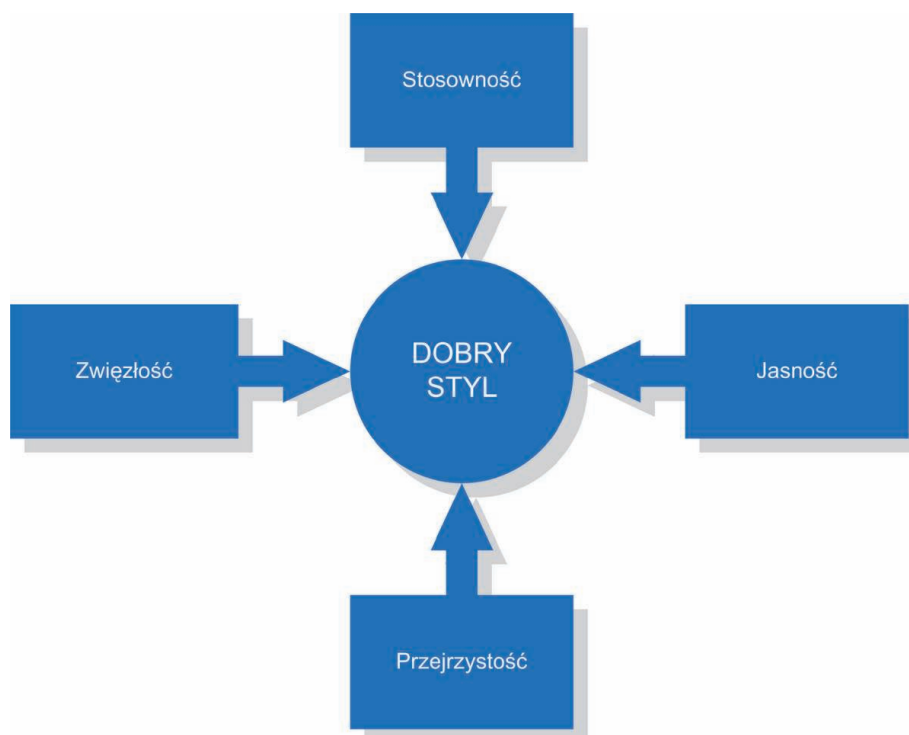 Stosowność
Zwięzłość
DOBRY
STYL
Jasność
Przejrzystość